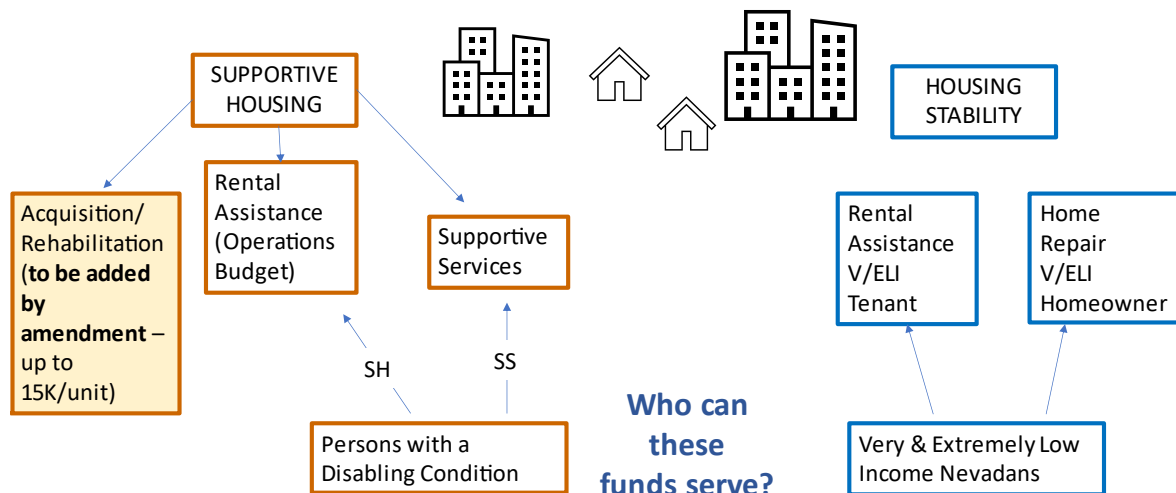 SUPPORTIVE
HOUSING
HOUSING
STABILITY
Acquisition/
Rehabilitation
(to be added
by
amendment –
up to
15K/unit)
Rental
Assistance
(Operations
Budget)
Supportive
Services
Rental
Assistance
V/ELI
Tenant
Home
Repair
V/ELI
Homeowner
SH
SS
Persons with a
Disabling Condition
Who can
these
funds serve?
Very & Extremely Low
Income Nevadans